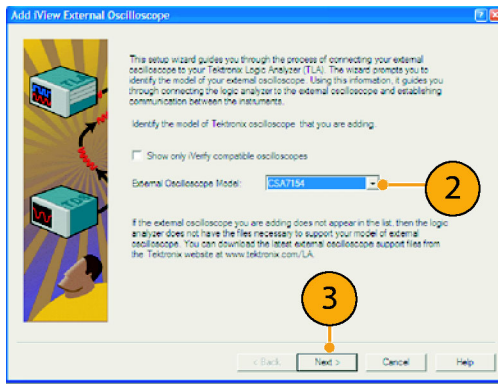 Add iView External Oscilloscope
This setup wizard guides you through the process of connecting your external
oscilloscope to your Tektronix Logic Analyzer (TLA). The wizard prompts you to
identify the model of your external oscilloscope. Using this information, it guides you
through connecting the logic analyzer to the external oscilloscope and establishing
communication between the instruments.
Identify the model of Tektronix oscilloscope that you are adding.
Show only iVerify compatible oscilloscopes
External Oscilloscope Model: CSA7154
2
If the external oscilloscope you are adding does not appear in the list, then the logic
analyzer does not have the files necessary to support your model of external
oscilloscope. You can download the latest external oscilloscope support files from
the Tektronix website at www.tektronix.com/LA.
3
< Back Next > Cancel Help
TLA
TDS